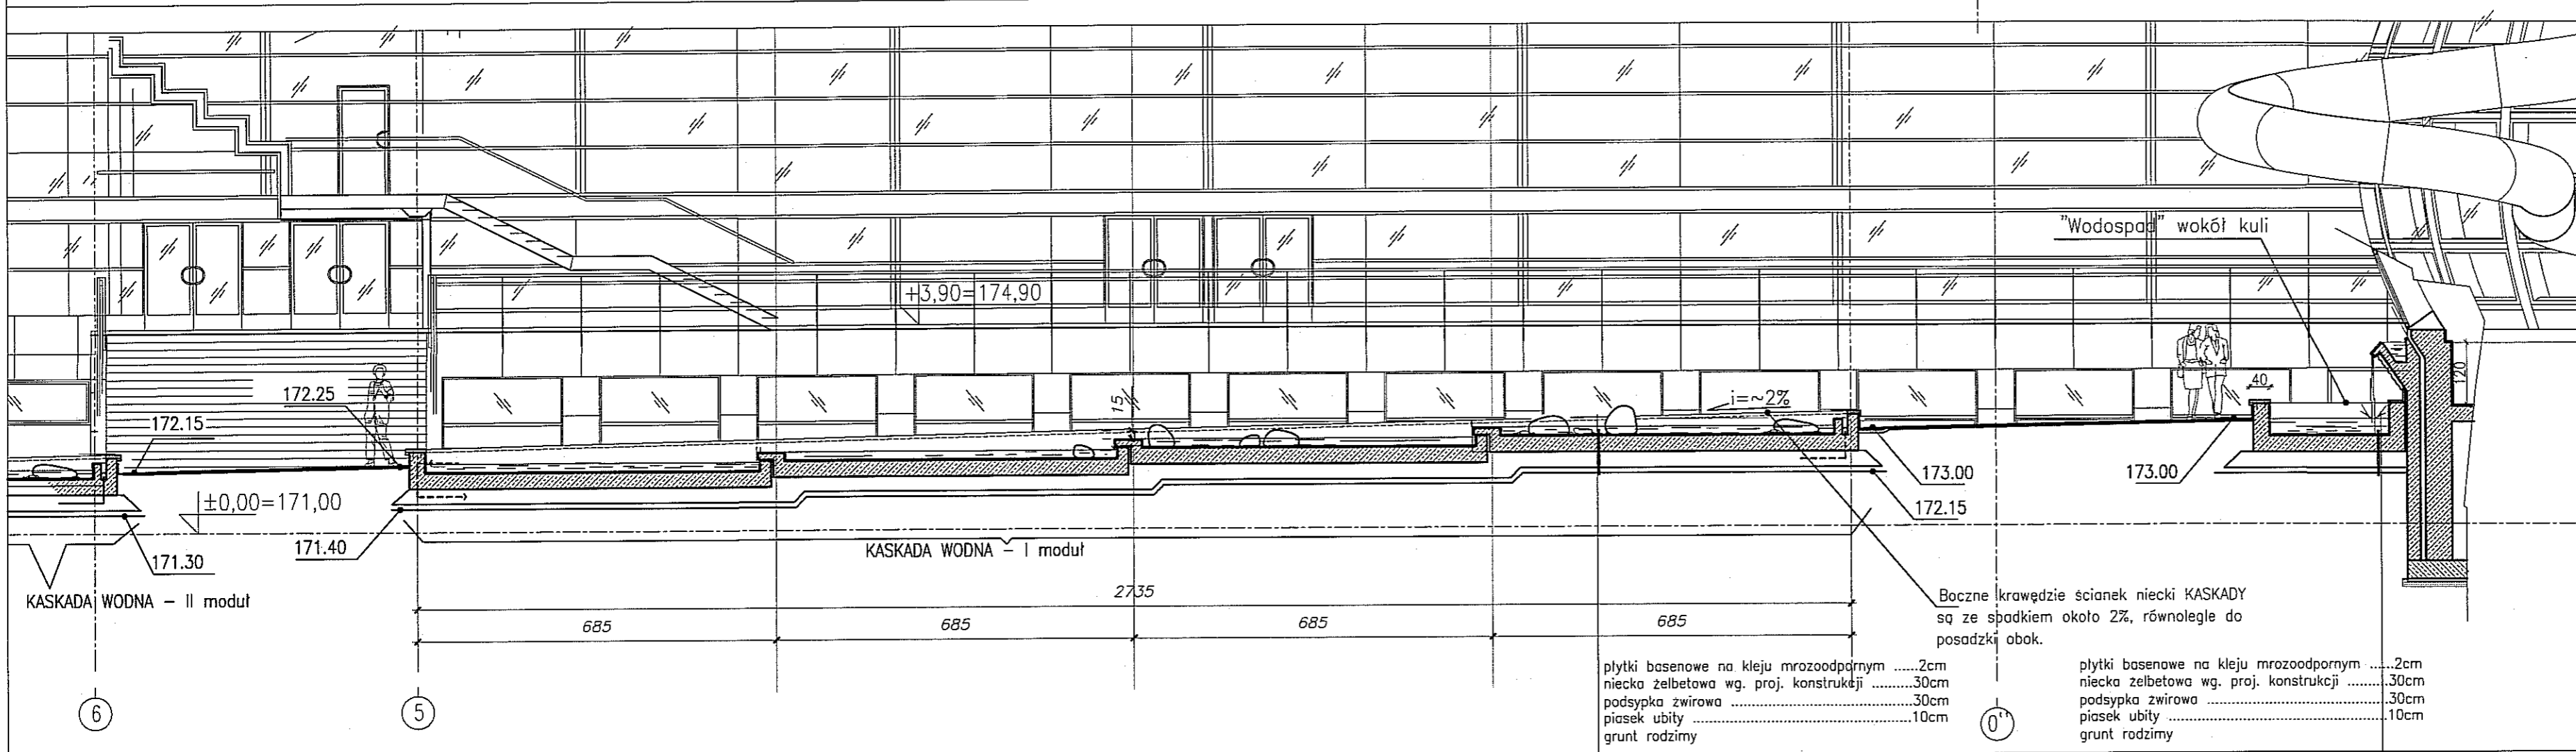 "Wodospad" wokół kuli
+3,90=174,90
120
40
i=~2%
15
172.25
172.15
173.00
173.00
±0,00=171,00
172.15
171.40
171.30
KASKADA WODNA – I moduł
KASKADA WODNA – II moduł
2735
685
685
685
685
Boczne krawędzie ścianek niecki KASKADY
są ze spadkiem około 2%, równolegle do
posadzki obok.
płytki basenowe na kleju mrozoodpornym ......2cm
niecka żelbetowa wg. proj. konstrukcji .........30cm
podsypka żwirowa ........................................30cm
piasek ubity ................................................10cm
grunt rodzimy
płytki basenowe na kleju mrozoodpornym ......2cm
niecka żelbetowa wg. proj. konstrukcji .........30cm
podsypka żwirowa ........................................30cm
piasek ubity ................................................10cm
grunt rodzimy
6
5
0''